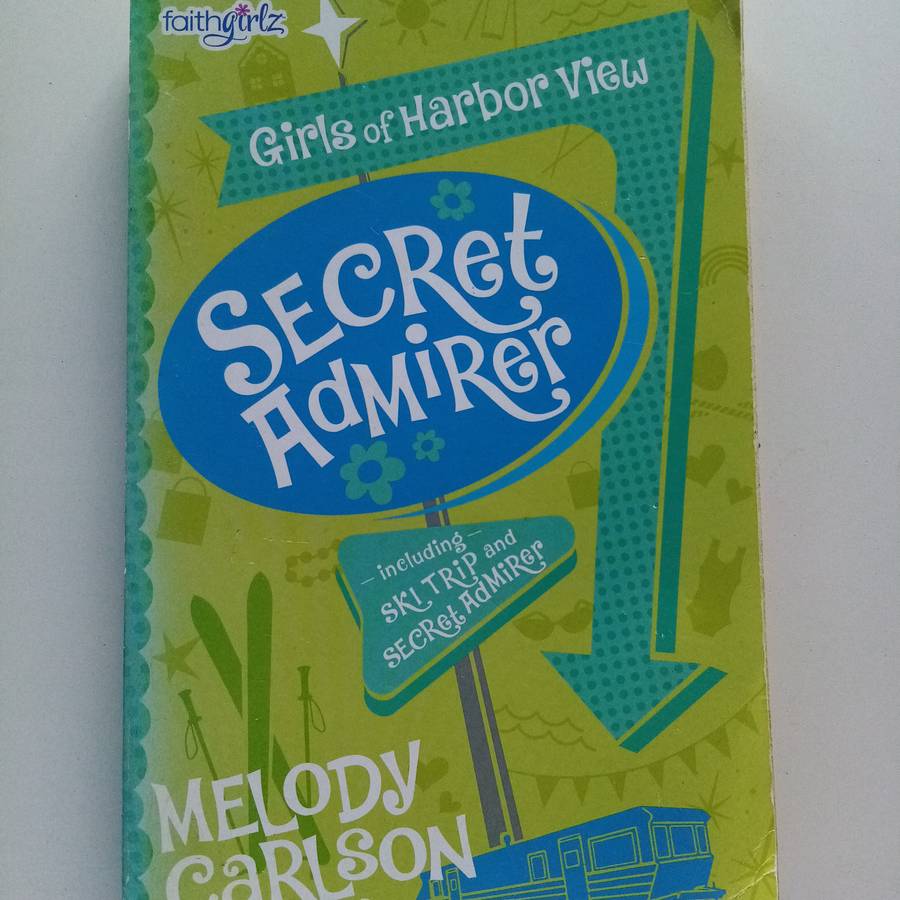 faithgirlz
Girls of Harbor View
SECRet
AdMiRer
including
SKI TRiP and
SECRet AdMiRer
MELODY
CaRLSON